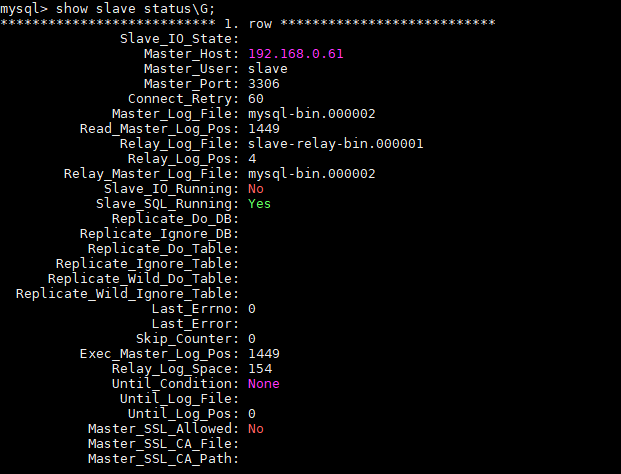 mysql> show slave status\G;
*************************** 1. row ***************************
Slave_IO_State:
Master_Host: 192.168.0.61
Master_User: slave
Master_Port: 3306
Connect_Retry: 60
Master_Log_File: mysql-bin.000002
Read_Master_Log_Pos: 1449
Relay_Log_File: slave-relay-bin.000001
Relay_Log_Pos: 4
Relay_Master_Log_File: mysql-bin.000002
Slave_IO_Running: No
Slave_SQL_Running: Yes
Replicate_Do_DB:
Replicate_Ignore_DB:
Replicate_Do_Table:
Replicate_Ignore_Table:
Replicate_Wild_Do_Table:
Replicate_Wild_Ignore_Table:
Last_Errno: 0
Last_Error:
Skip_Counter: 0
Exec_Master_Log_Pos: 1449
Relay_Log_Space: 154
Until_Condition: None
Until_Log_File:
Until_Log_Pos: 0
Master_SSL_Allowed: No
Master_SSL_CA_File:
Master_SSL_CA_Path: